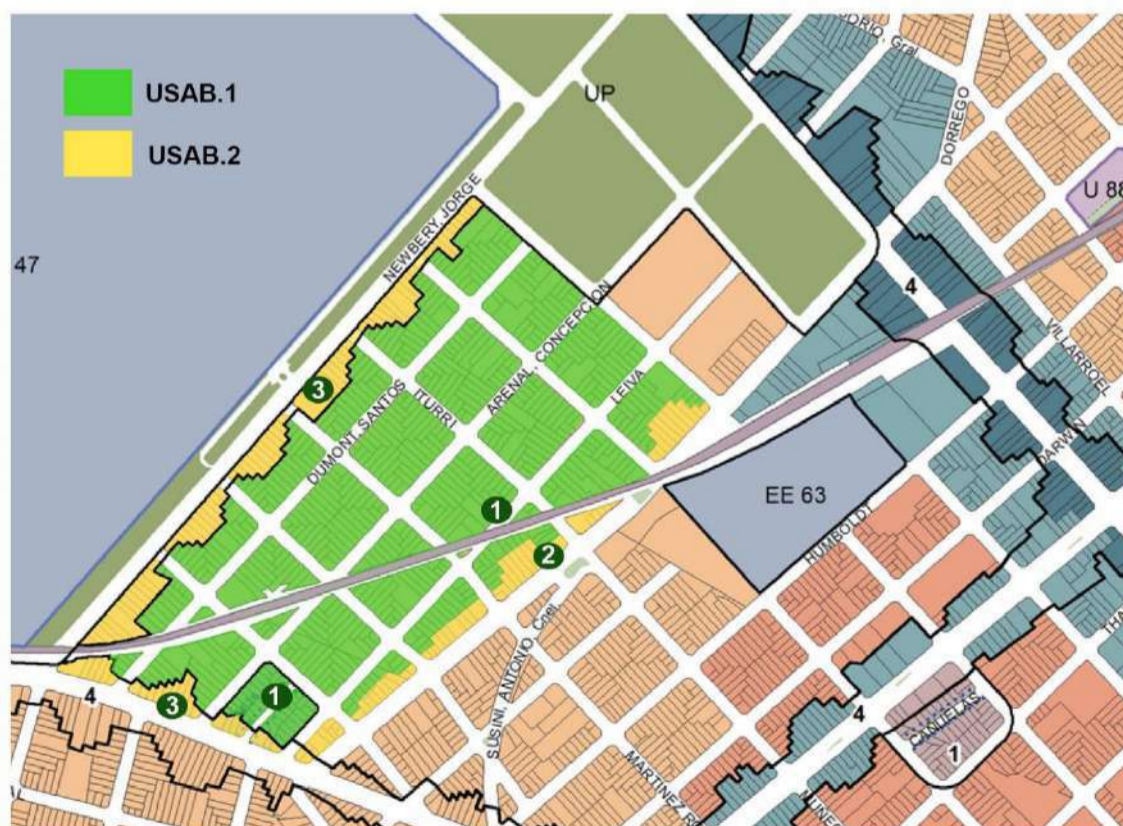 USAB.1
USAB.2
UP
DORREGO
U 88
NEWBERY, JORGE
47
4
VILLARROEL
ARENAL, CONCEPCION
3
LEIVA
ITURRI
DUMONT, SANTOS
DARWIN
EE 63
1
HUMBOLDT
2
SUSINI, ANTONIO, Cnel.
4
3
1
4
CAÑUELAS
1
MARTINEZ R